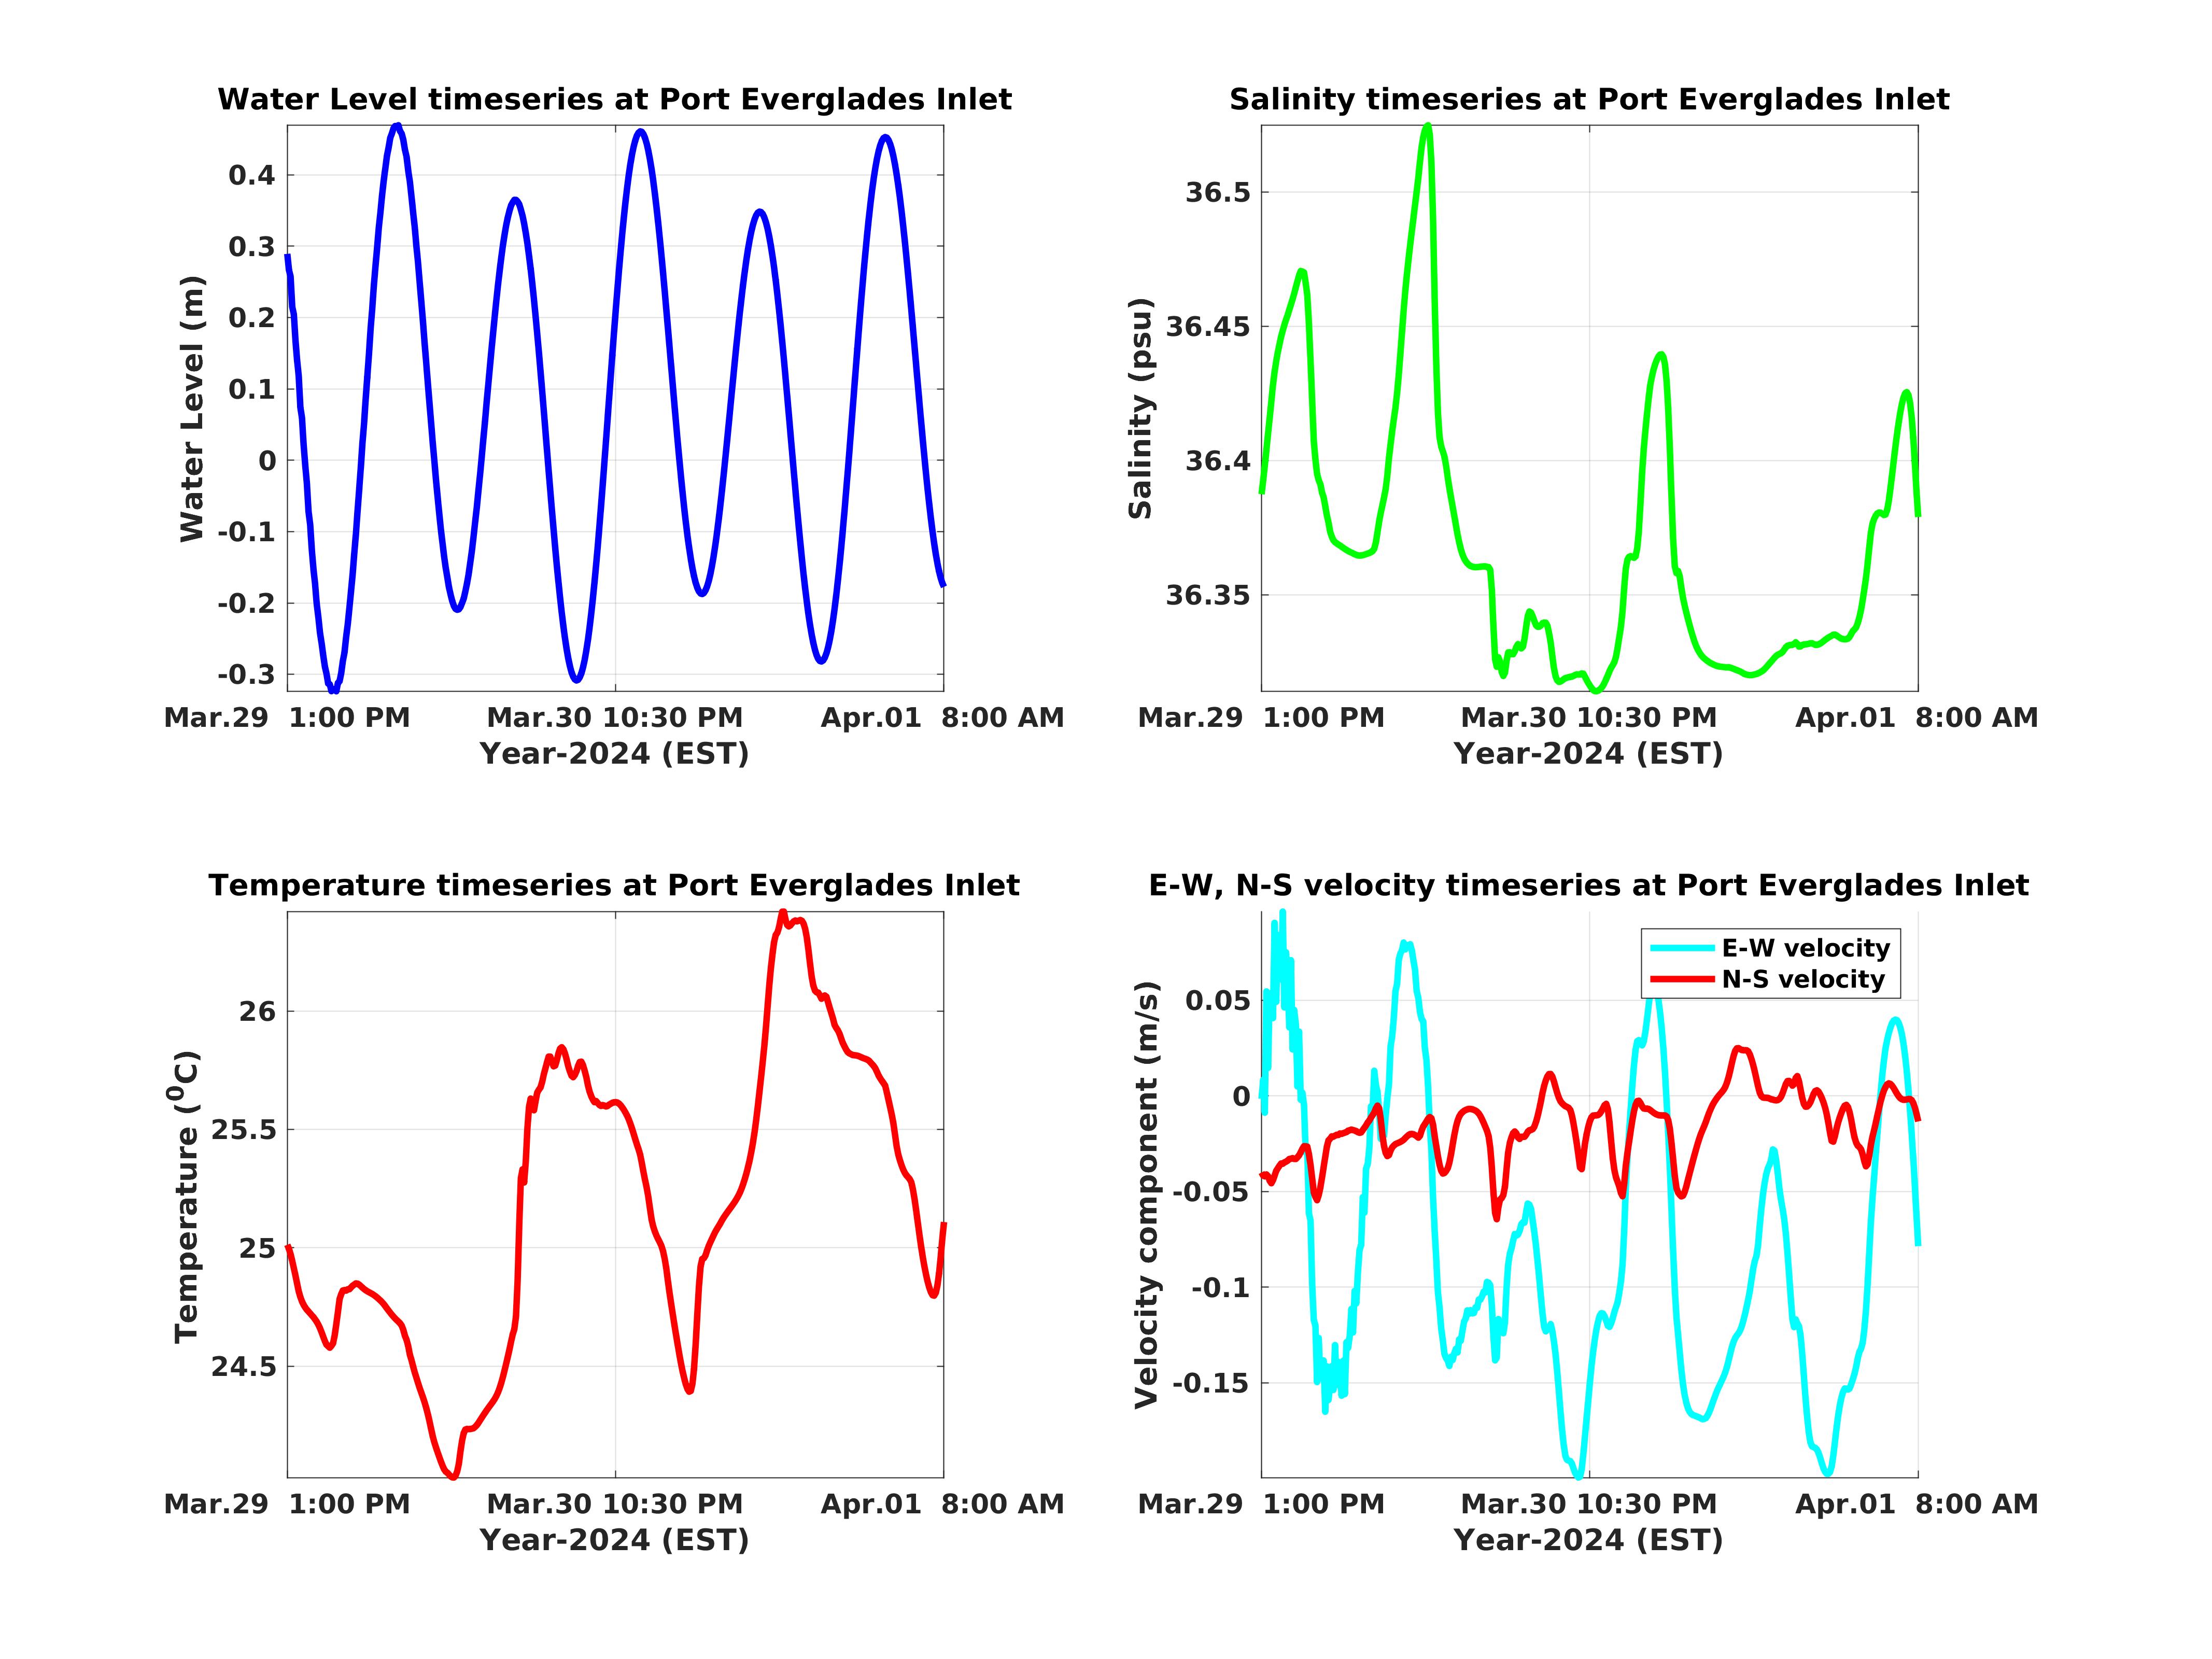 Water Level timeseries at Port Everglades Inlet
Water Level (m)
0.4
0.3
0.2
0.1
0
-0.1
-0.2
-0.3
Mar.29 1:00 PM Mar.30 10:30 PM Apr.01 8:00 AM
Year-2024 (EST)
Salinity timeseries at Port Everglades Inlet
Salinity (psu)
36.5
36.45
36.4
36.35
Mar.29 1:00 PM Mar.30 10:30 PM Apr.01 8:00 AM
Year-2024 (EST)
Temperature timeseries at Port Everglades Inlet
Temperature (⁰C)
26
25.5
25
24.5
Mar.29 1:00 PM Mar.30 10:30 PM Apr.01 8:00 AM
Year-2024 (EST)
E-W, N-S velocity timeseries at Port Everglades Inlet
Velocity component (m/s)
E-W velocity
N-S velocity
0.05
0
-0.05
-0.1
-0.15
Mar.29 1:00 PM Mar.30 10:30 PM Apr.01 8:00 AM
Year-2024 (EST)